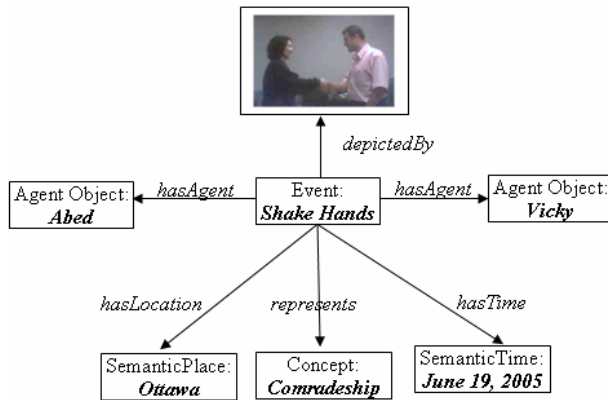 depictedBy
Agent Object:
Abed
hasAgent
Event:
Shake Hands
hasAgent
Agent Object:
Vicky
hasLocation
represents
hasTime
SemanticPlace:
Ottawa
Concept:
Comradeship
SemanticTime:
June 19, 2005